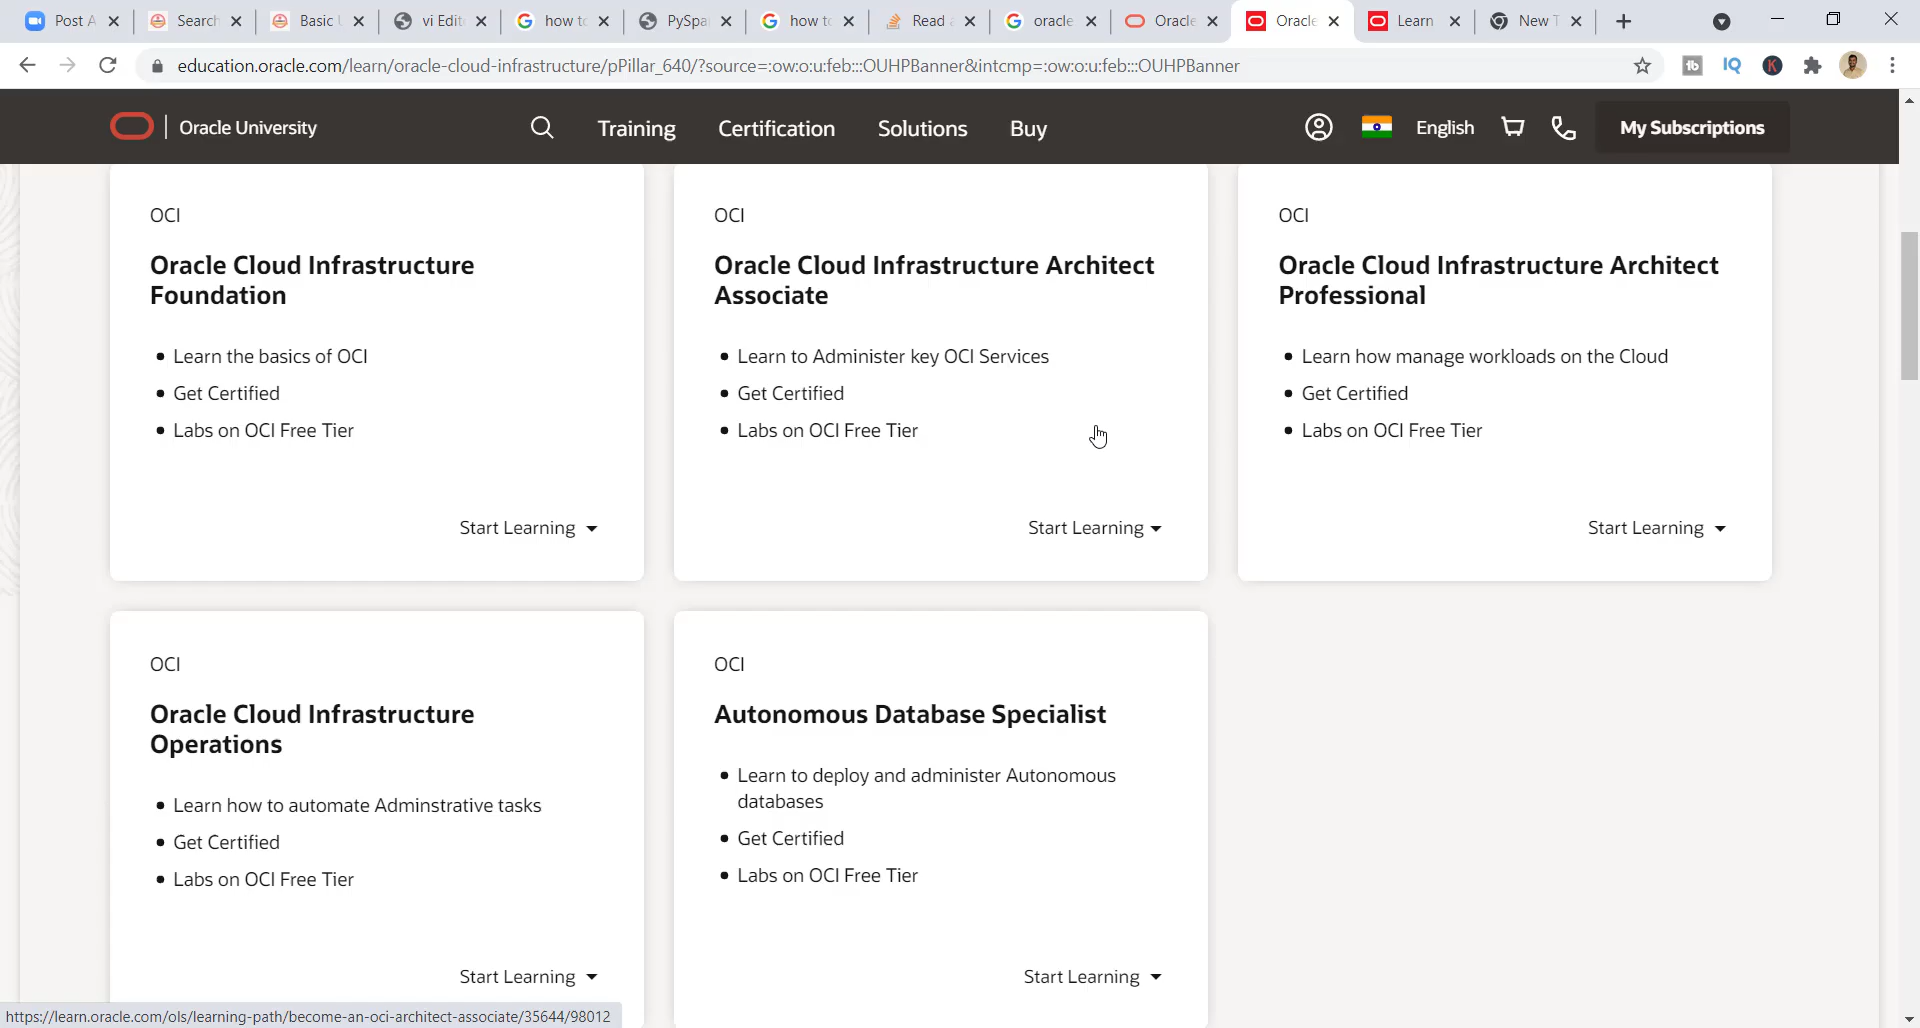 Post A
Search
Basic
vi Edit
how to
PySpa
how to
Read
oracle
Oracle
Oracle
Learn
New T
education.oracle.com/learn/oracle-cloud-infrastructure/pPillar_640/?source=:ow:o:u:feb:::OUHPBanner&intcmp=:ow:o:u:feb:::OUHPBanner
Oracle University
Training
Certification
Solutions
Buy
English
My Subscriptions
OCI
Oracle Cloud Infrastructure
Foundation
• Learn the basics of OCI
• Get Certified
• Labs on OCI Free Tier
Start Learning
OCI
Oracle Cloud Infrastructure Architect
Associate
• Learn to Administer key OCI Services
• Get Certified
• Labs on OCI Free Tier
Start Learning
OCI
Oracle Cloud Infrastructure Architect
Professional
• Learn how manage workloads on the Cloud
• Get Certified
• Labs on OCI Free Tier
Start Learning
OCI
Oracle Cloud Infrastructure
Operations
• Learn how to automate Adminstrative tasks
• Get Certified
• Labs on OCI Free Tier
Start Learning
OCI
Autonomous Database Specialist
• Learn to deploy and administer Autonomous
databases
• Get Certified
• Labs on OCI Free Tier
Start Learning
https://learn.oracle.com/ols/learning-path/become-an-oci-architect-associate/35644/98012